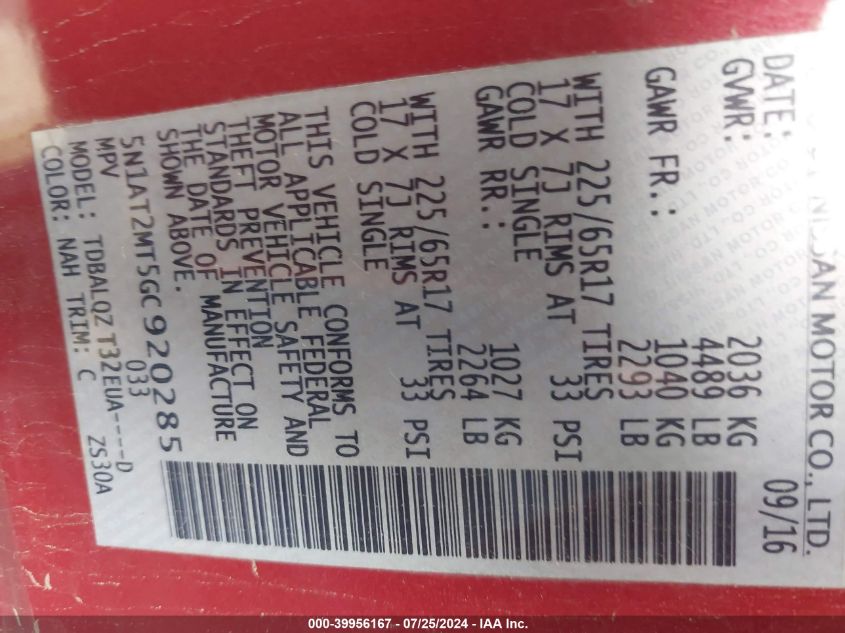 NISSAN MOTOR CO., LTD.
DATE: 09/16
GVWR: 2036 KG
4489 LB
GAWR FR.: 1040 KG
2293 LB
WITH 225/65R17 TIRES
17 X 7J RIMS AT 33 PSI
COLD SINGLE
GAWR RR.: 1027 KG
2264 LB
WITH 225/65R17 TIRES
17 X 7J RIMS AT 33 PSI
COLD SINGLE
THIS VEHICLE CONFORMS TO
ALL APPLICABLE FEDERAL
MOTOR VEHICLE SAFETY AND
THEFT PREVENTION
STANDARDS IN EFFECT ON
THE DATE OF MANUFACTURE
SHOWN ABOVE.
5N1AT2MT5GC920285
MPV 033
MODEL: TDBALQZ T32EUA----D
COLOR: NAH TRIM: C ZS30A
000-39956167 - 07/25/2024 - IAA Inc.